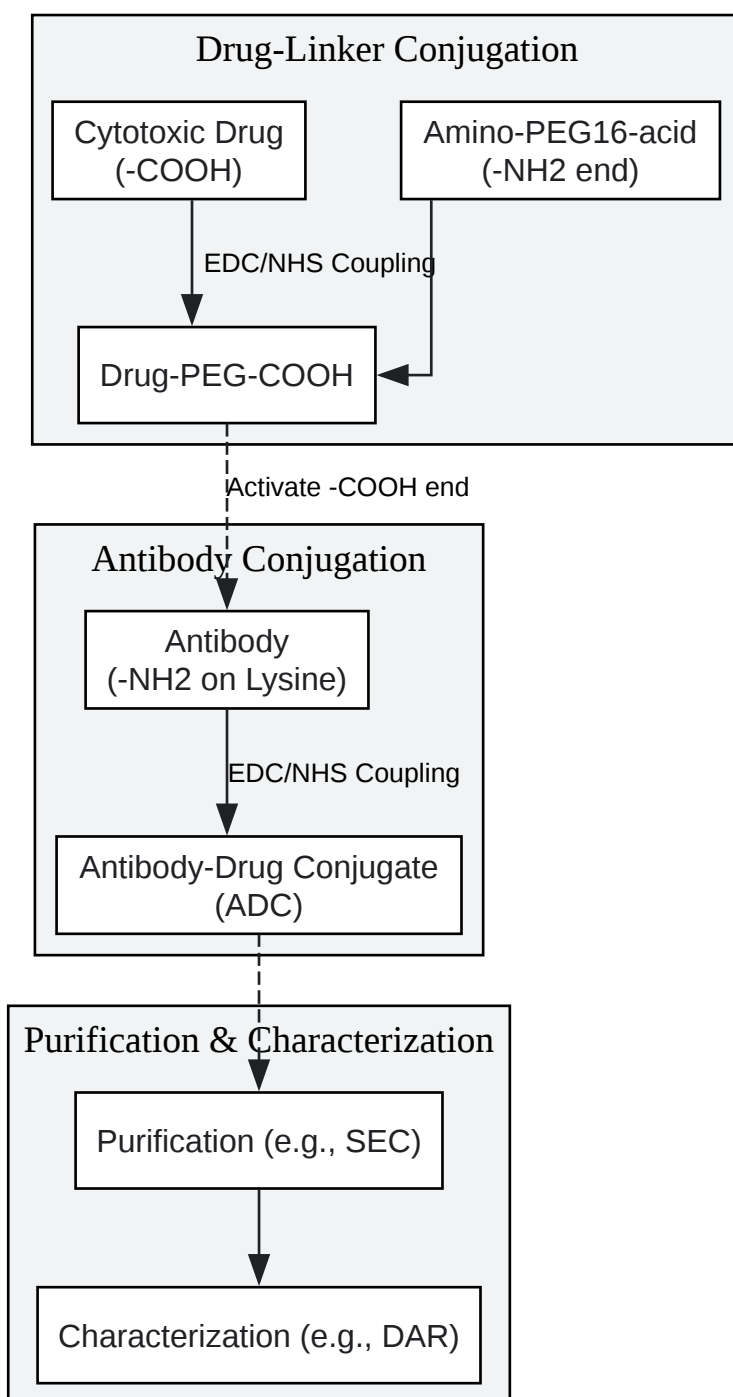 Drug-Linker Conjugation
Cytotoxic Drug
(-COOH)
Amino-PEG16-acid
(-NH2 end)
EDC/NHS Coupling
Drug-PEG-COOH
Activate -COOH end
Antibody Conjugation
Antibody
(-NH2 on Lysine)
EDC/NHS Coupling
Antibody-Drug Conjugate
(ADC)
Purification & Characterization
Purification (e.g., SEC)
Characterization (e.g., DAR)